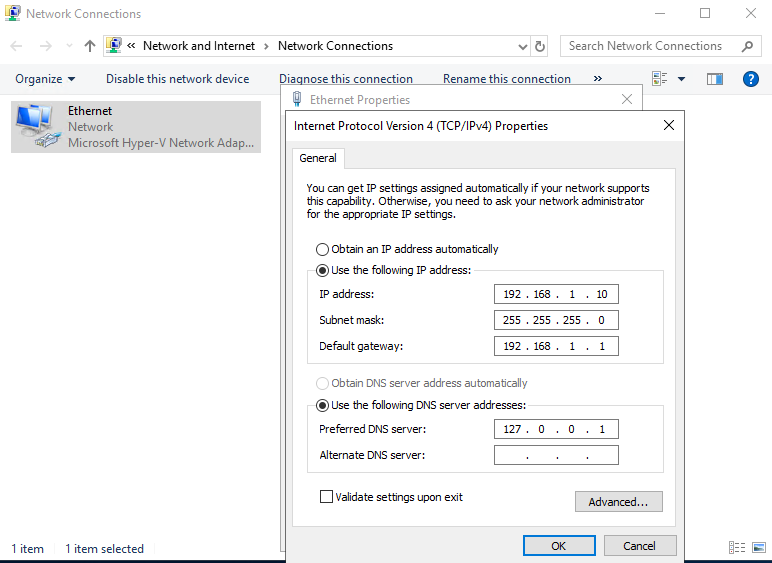 Network Connections
« Network and Internet › Network Connections
Search Network Connections
Organize
Disable this network device
Diagnose this connection
Rename this connection
»
Ethernet
Network
Microsoft Hyper-V Network Adap...
Ethernet Properties
Internet Protocol Version 4 (TCP/IPv4) Properties
General
You can get IP settings assigned automatically if your network supports
this capability. Otherwise, you need to ask your network administrator
for the appropriate IP settings.
Obtain an IP address automatically
Use the following IP address:
IP address: 192 . 168 . 1 . 10
Subnet mask: 255 . 255 . 255 . 0
Default gateway: 192 . 168 . 1 . 1
Obtain DNS server address automatically
Use the following DNS server addresses:
Preferred DNS server: 127 . 0 . 0 . 1
Alternate DNS server: . . .
Validate settings upon exit
Advanced...
OK
Cancel
1 item
1 item selected